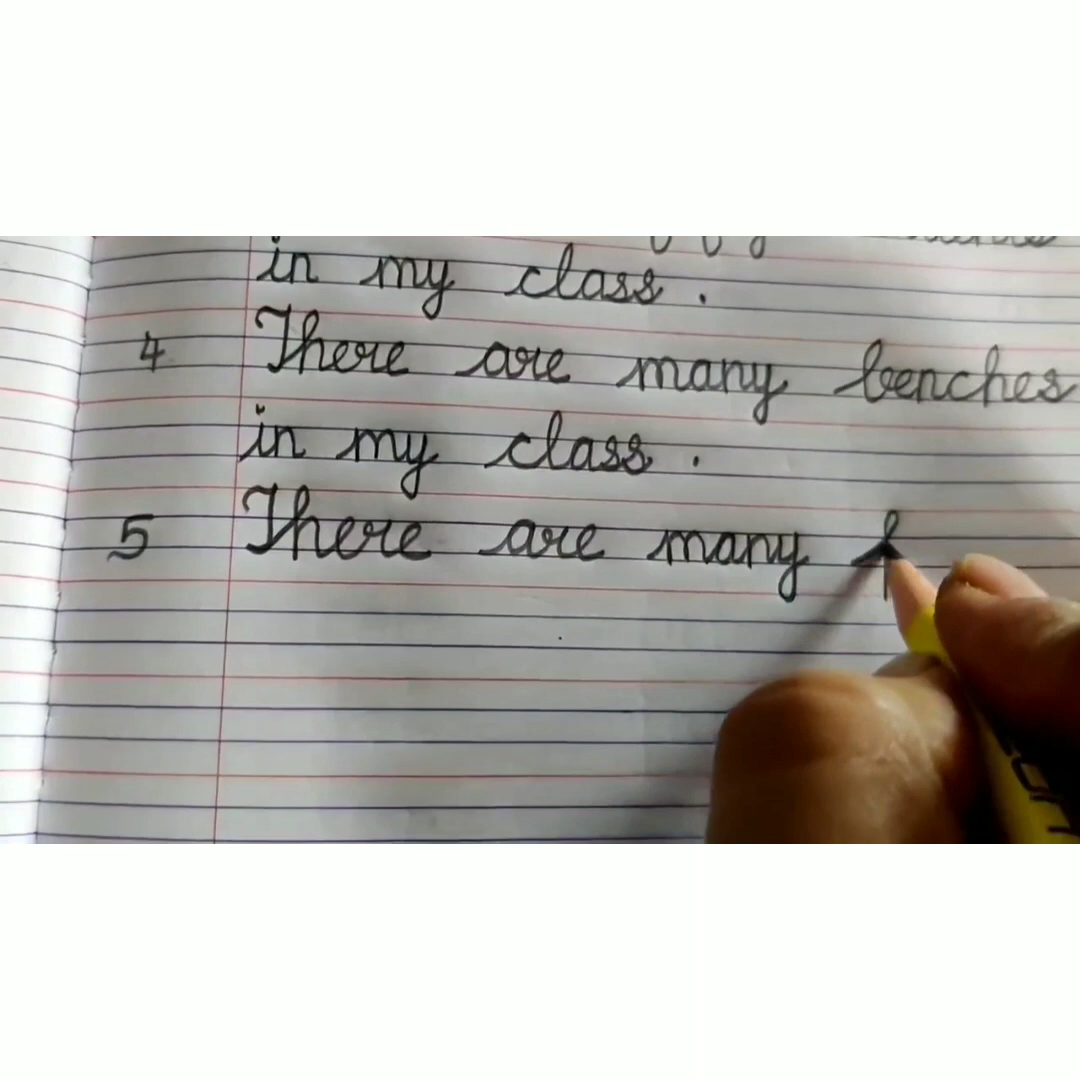 in my class.
4 There are many benches
in my class.
5 There are many